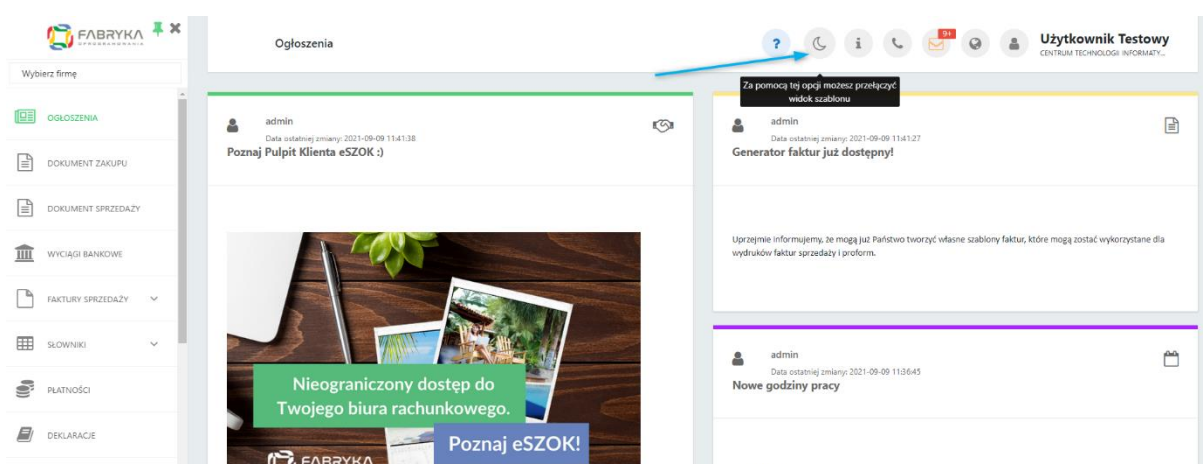 FABRYKA
OPROGRAMOWANIA
Wybierz firmę
OGŁOSZENIA
DOKUMENT ZAKUPU
DOKUMENT SPRZEDAŻY
WYCIĄGI BANKOWE
FAKTURY SPRZEDAŻY
SŁOWNIKI
PŁATNOŚCI
DEKLARACJE
Ogłoszenia
?
i
9+
Użytkownik Testowy
CENTRUM TECHNOLOGII INFORMATY...
Za pomocą tej opcji możesz przełączyć
widok szablonu
admin
Data ostatniej zmiany: 2021-09-09 11:41:38
Poznaj Pulpit Klienta eSZOK :)
Nieograniczony dostęp do
Twojego biura rachunkowego.
Poznaj eSZOK!
FABRYKA
admin
Data ostatniej zmiany: 2021-09-09 11:41:27
Generator faktur już dostępny!
Uprzejmie informujemy, że mogą już Państwo tworzyć własne szablony faktur, które mogą zostać wykorzystane dla
wydruków faktur sprzedaży i proform.
admin
Data ostatniej zmiany: 2021-09-09 11:36:45
Nowe godziny pracy